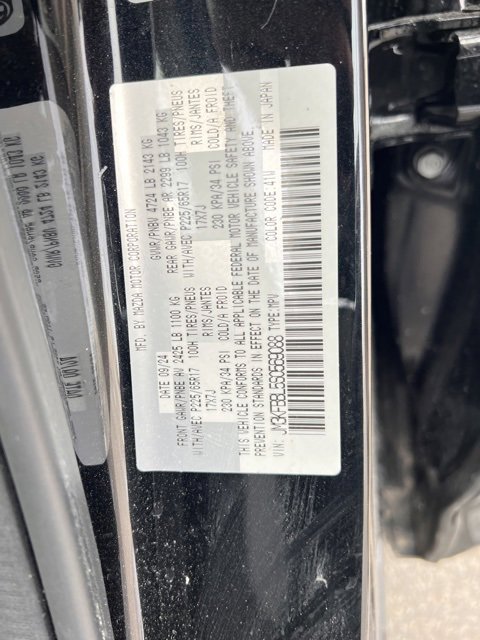 MFD. BY MAZDA MOTOR CORPORATION
DATE 09/24 GVWR/PNBV 4724 LB 2143 KG
FRONT GAWR/PNBE AV 2425 LB 1100 KG REAR GAWR/PNBE AR 2299 LB 1043 KG
WITH/AVEC P225/65R17 100H TIRES/PNEUS WITH/AVEC P225/65R17 100H TIRES/PNEUS
17X7J RIMS/JANTES 17X7J RIMS/JANTES
230 KPA/34 PSI COLD/A FROID 230 KPA/34 PSI COLD/A FROID
THIS VEHICLE CONFORMS TO ALL APPLICABLE FEDERAL MOTOR VEHICLE SAFETY AND THEFT
PREVENTION STANDARDS IN EFFECT ON THE DATE OF MANUFACTURE SHOWN ABOVE.
VIN: JM3KFBBL5S0569088 TYPE:MPV COLOR CODE:41W MADE IN JAPAN